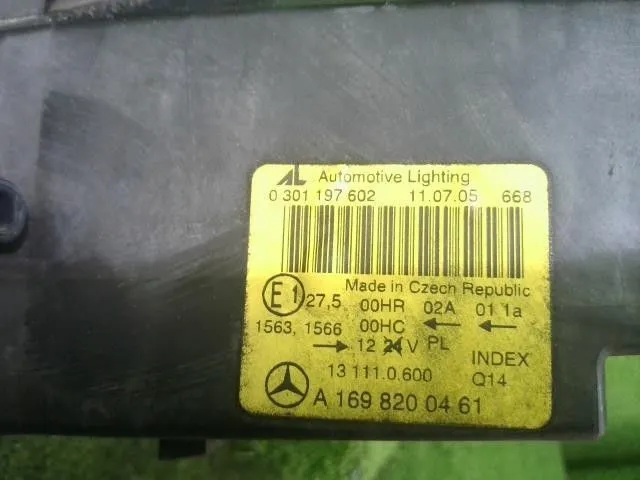 AL Automotive Lighting
0 301 197 602 11.07.05 668
Made in Czech Republic
E1 27,5 00HR 02A 01 1a
1563, 1566 00HC ← ←
→ 12 24 V PL
13 111.0.600 INDEX
Q14
A 169 820 04 61